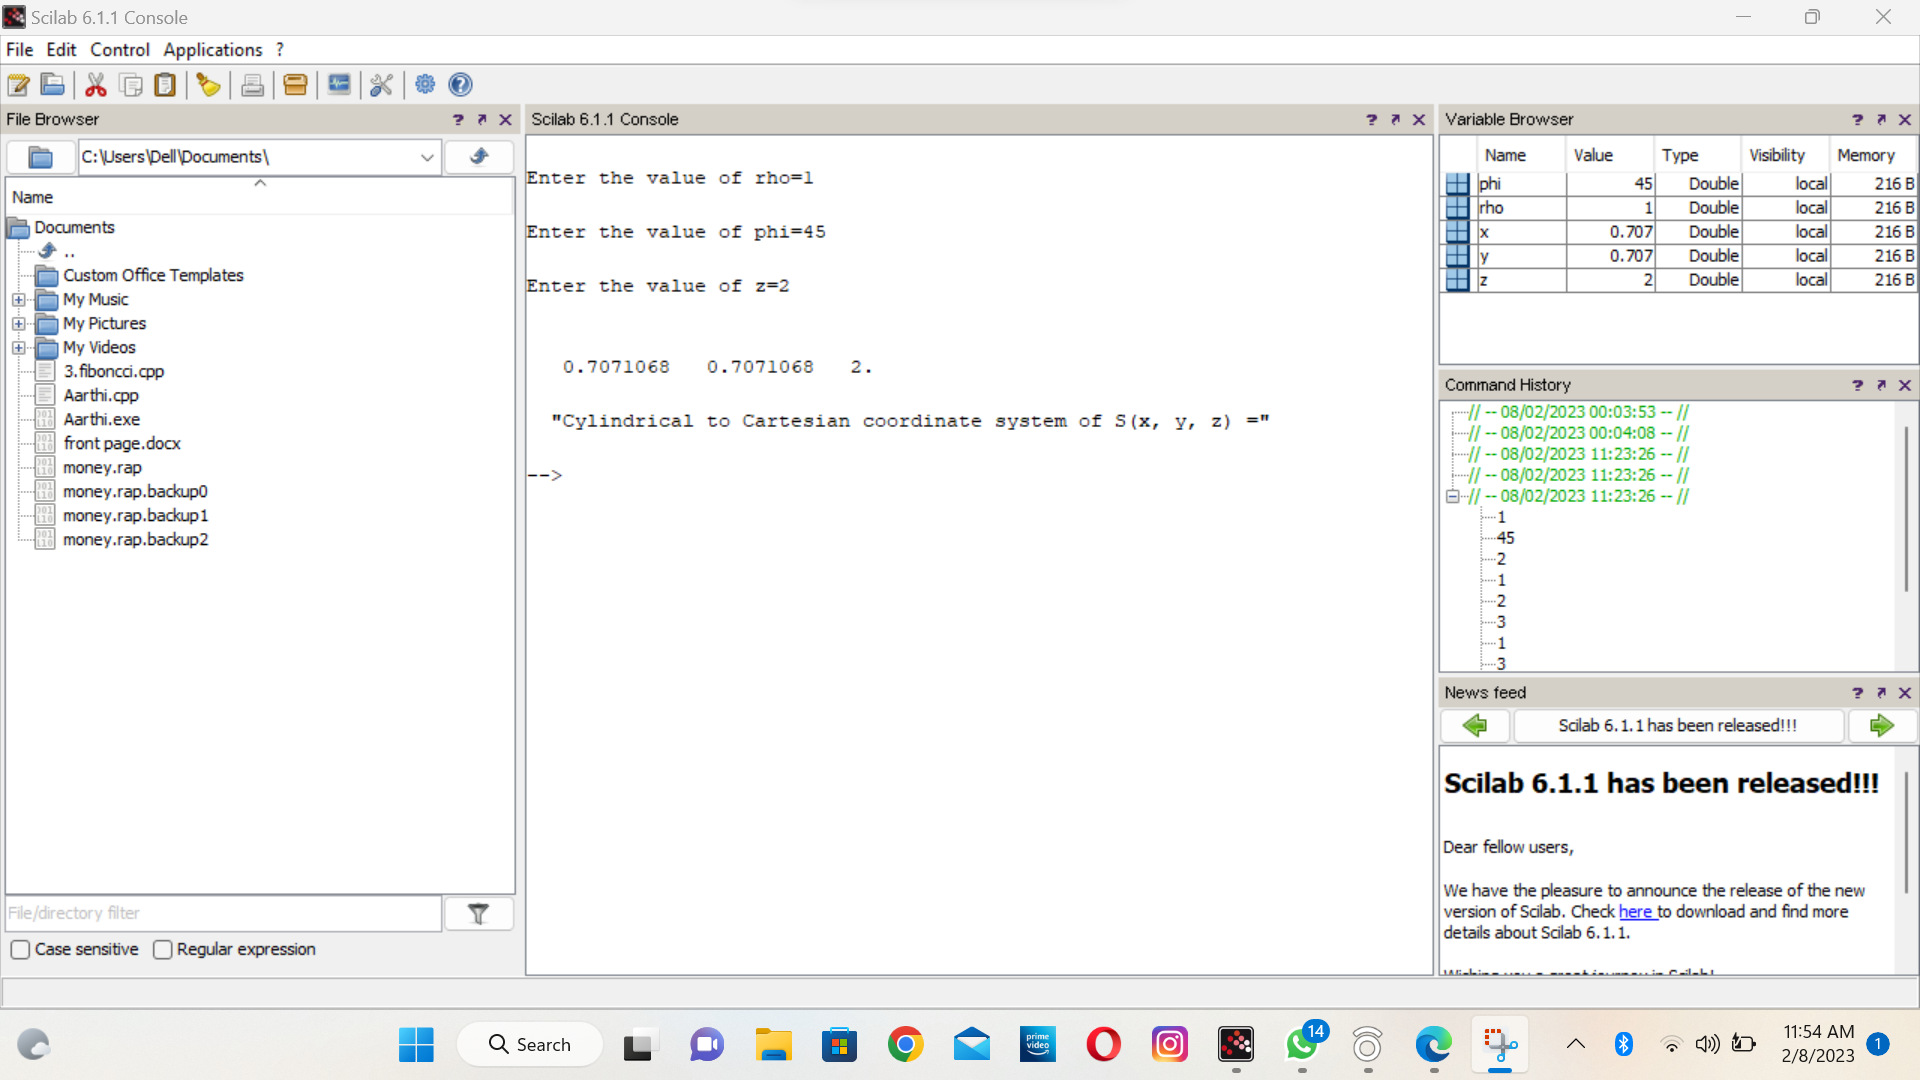 Scilab 6.1.1 Console
File Edit Control Applications ?
File Browser
C:\Users\Dell\Documents\
Name
Documents
..
Custom Office Templates
My Music
My Pictures
My Videos
3.fiboncci.cpp
Aarthi.cpp
Aarthi.exe
front page.docx
money.rap
money.rap.backup0
money.rap.backup1
money.rap.backup2
File/directory filter
Case sensitive Regular expression
Scilab 6.1.1 Console
Enter the value of rho=1
Enter the value of phi=45
Enter the value of z=2
0.7071068 0.7071068 2.
"Cylindrical to Cartesian coordinate system of S(x, y, z) ="
-->
Variable Browser
Name Value Type Visibility Memory
phi 45 Double local 216 B
rho 1 Double local 216 B
x 0.707 Double local 216 B
y 0.707 Double local 216 B
z 2 Double local 216 B
Command History
// -- 08/02/2023 00:03:53 -- //
// -- 08/02/2023 00:04:08 -- //
// -- 08/02/2023 11:23:26 -- //
// -- 08/02/2023 11:23:26 -- //
// -- 08/02/2023 11:23:26 -- //
1
45
2
1
2
3
1
3
News feed
Scilab 6.1.1 has been released!!!
Scilab 6.1.1 has been released!!!
Dear fellow users,
We have the pleasure to announce the release of the new
version of Scilab. Check here to download and find more
details about Scilab 6.1.1.
Wishing you a great journey in Scilab!
Search
prime video
14
11:54 AM
2/8/2023
1